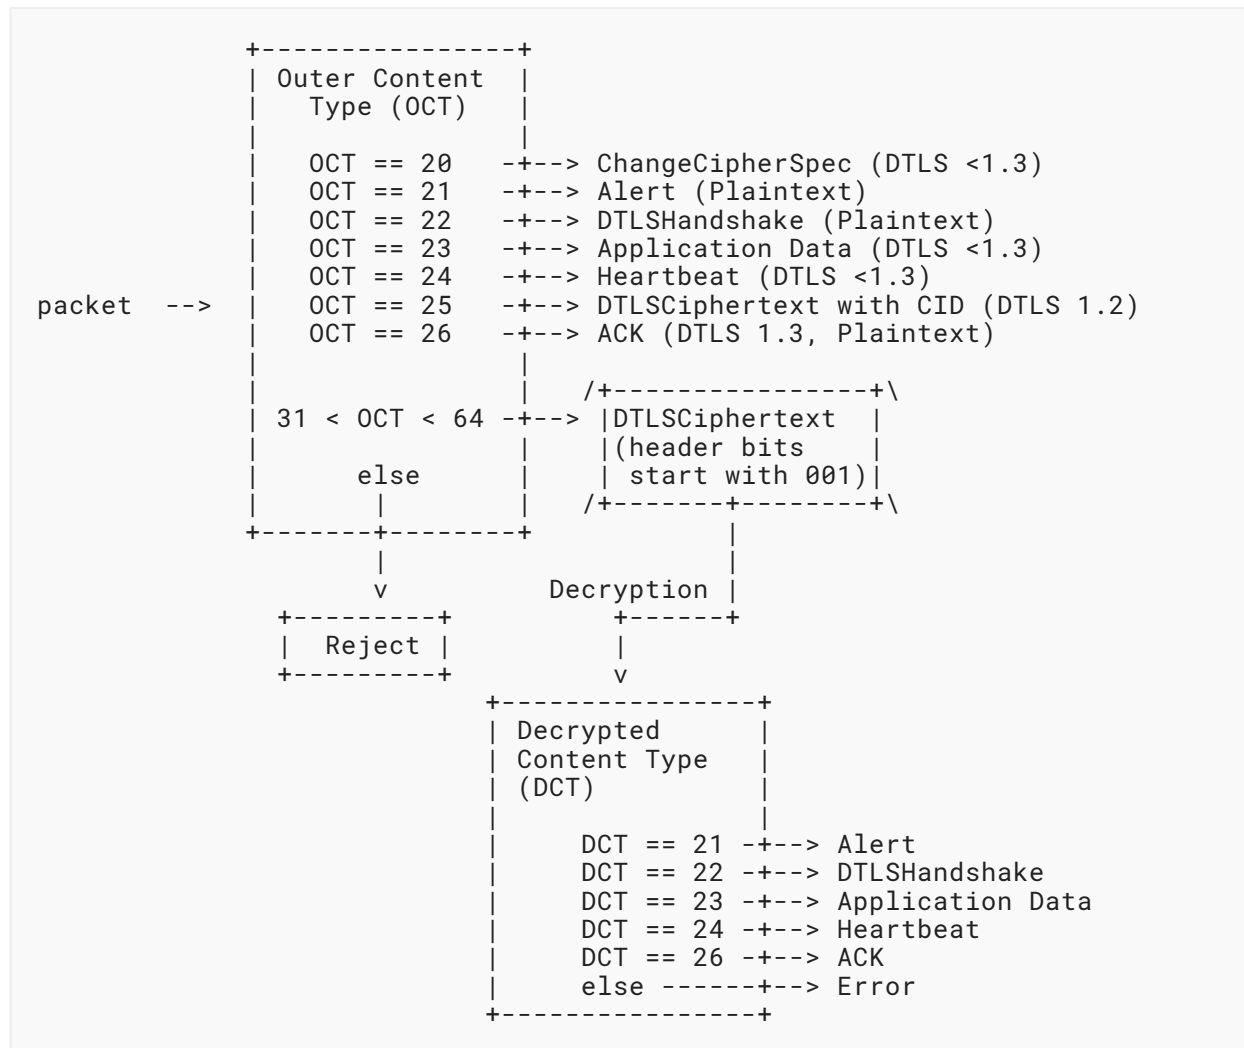 +----------------+
| Outer Content  |
|   Type (OCT)   |
|                |
|   OCT == 20   -+--> ChangeCipherSpec (DTLS <1.3)
|   OCT == 21   -+--> Alert (Plaintext)
|   OCT == 22   -+--> DTLSHandshake (Plaintext)
|   OCT == 23   -+--> Application Data (DTLS <1.3)
|   OCT == 24   -+--> Heartbeat (DTLS <1.3)
packet  -->  |   OCT == 25   -+--> DTLSCiphertext with CID (DTLS 1.2)
|   OCT == 26   -+--> ACK (DTLS 1.3, Plaintext)
|                |
|                |   /+----------------+\
| 31 < OCT < 64 -+--> |DTLSCiphertext  |
|                |    |(header bits    |
|      else      |    | start with 001)|
|       |        |   /+-------+--------+\
+-------+--------+            |
|                     |
v          Decryption |
+---------+          +------+
|  Reject |          |
+---------+          v
+----------------+
| Decrypted      |
| Content Type   |
| (DCT)          |
|                |
|     DCT == 21 -+--> Alert
|     DCT == 22 -+--> DTLSHandshake
|     DCT == 23 -+--> Application Data
|     DCT == 24 -+--> Heartbeat
|     DCT == 26 -+--> ACK
|     else ------+--> Error
+----------------+